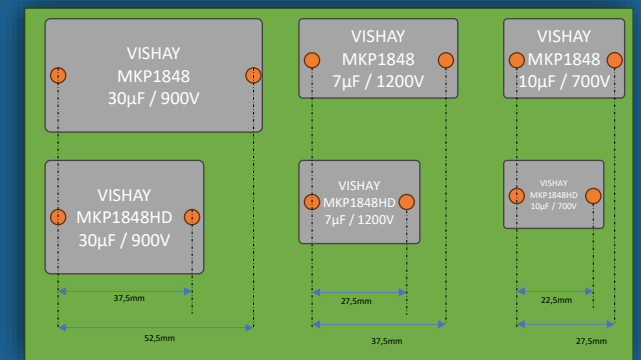 VISHAY
MKP1848
30µF / 900V
VISHAY
MKP1848
7µF / 1200V
VISHAY
MKP1848
10µF / 700V
VISHAY
MKP1848HD
30µF / 900V
VISHAY
MKP1848HD
7µF / 1200V
VISHAY
MKP1848HD
10µF / 700V
37,5mm
27,5mm
22,5mm
52,5mm
37,5mm
27,5mm